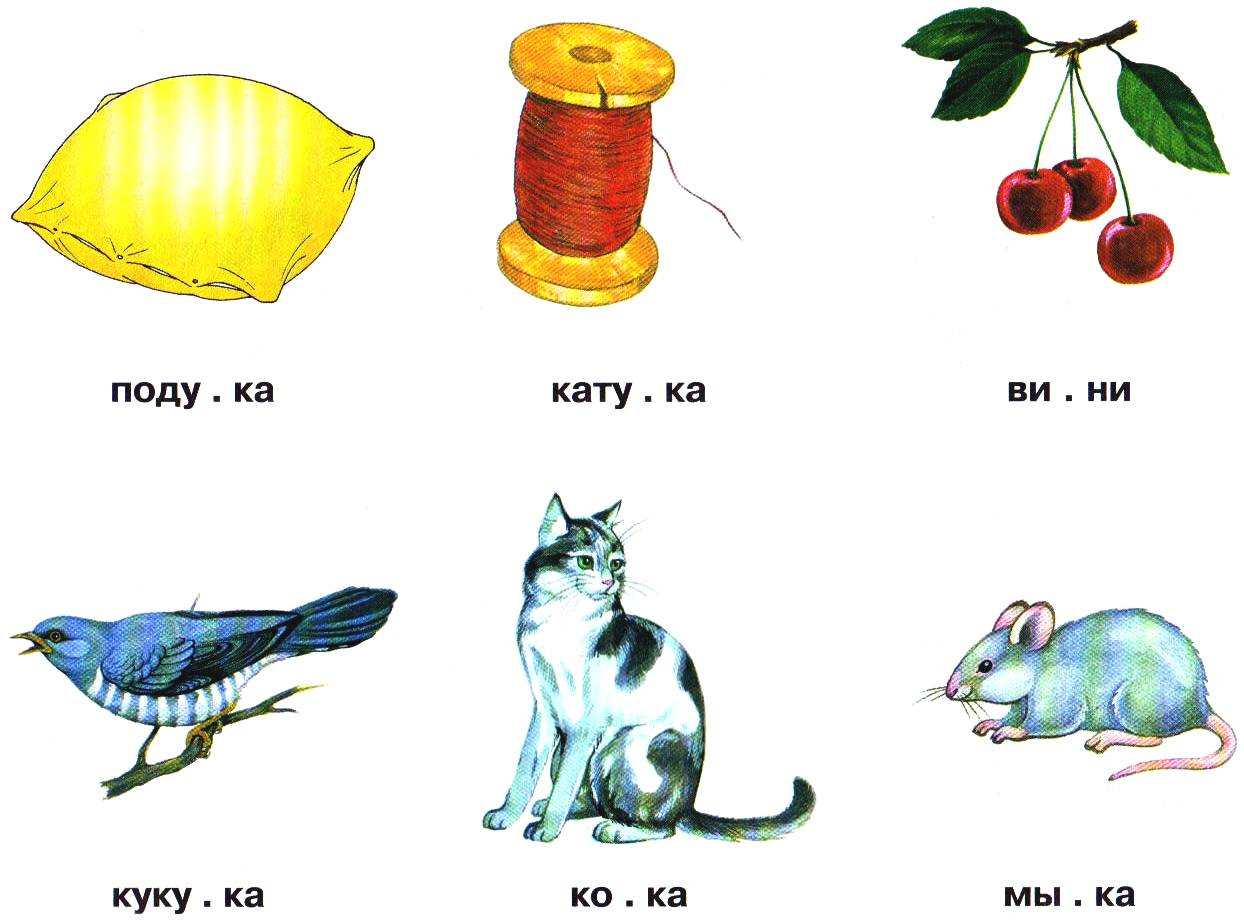 поду . ка кату . ка ви . ни
куку . ка ко . ка мы . ка